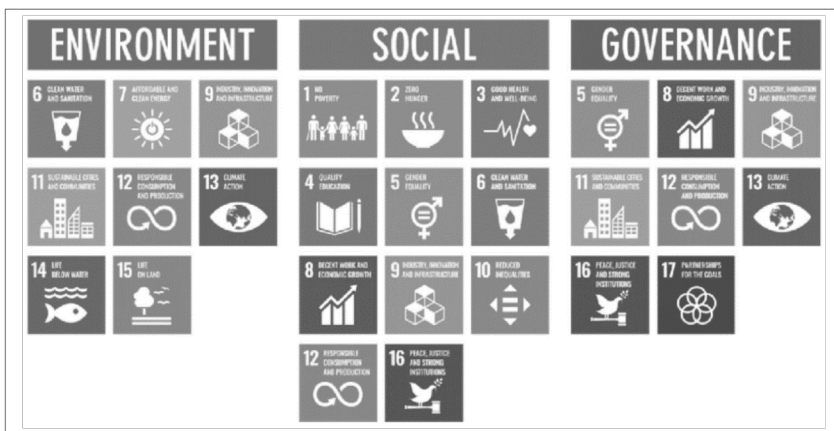 ENVIRONMENT
6 CLEAN WATER
AND SANITATION
7 AFFORDABLE AND
CLEAN ENERGY
9 INDUSTRY, INNOVATION
AND INFRASTRUCTURE
11 SUSTAINABLE CITIES
AND COMMUNITIES
12 RESPONSIBLE
CONSUMPTION
AND PRODUCTION
13 CLIMATE
ACTION
14 LIFE
BELOW WATER
15 LIFE
ON LAND
SOCIAL
1 NO
POVERTY
2 ZERO
HUNGER
3 GOOD HEALTH
AND WELL-BEING
4 QUALITY
EDUCATION
5 GENDER
EQUALITY
6 CLEAN WATER
AND SANITATION
8 DECENT WORK AND
ECONOMIC GROWTH
9 INDUSTRY, INNOVATION
AND INFRASTRUCTURE
10 REDUCED
INEQUALITIES
12 RESPONSIBLE
CONSUMPTION
AND PRODUCTION
16 PEACE, JUSTICE
AND STRONG
INSTITUTIONS
GOVERNANCE
5 GENDER
EQUALITY
8 DECENT WORK AND
ECONOMIC GROWTH
9 INDUSTRY, INNOVATION
AND INFRASTRUCTURE
11 SUSTAINABLE CITIES
AND COMMUNITIES
12 RESPONSIBLE
CONSUMPTION
AND PRODUCTION
13 CLIMATE
ACTION
16 PEACE, JUSTICE
AND STRONG
INSTITUTIONS
17 PARTNERSHIPS
FOR THE GOALS